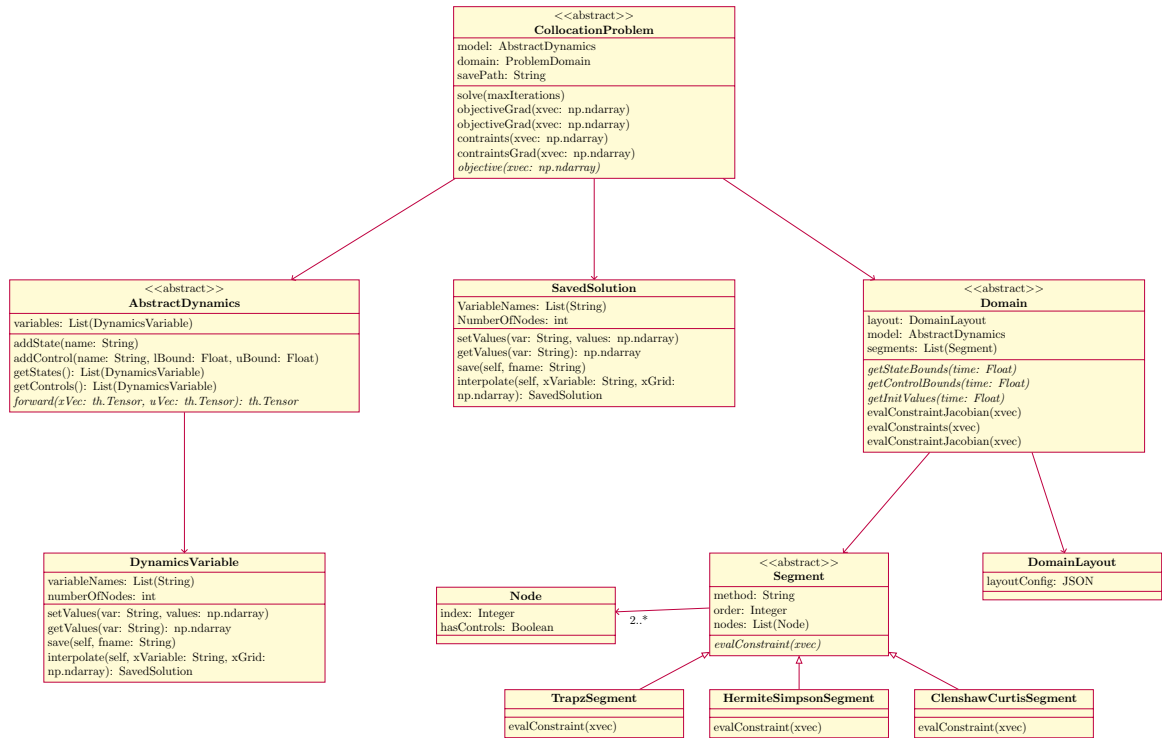 <<abstract>>
CollocationProblem
model: AbstractDynamics
domain: ProblemDomain
savePath: String
solve(maxIterations)
objectiveGrad(xvec: np.ndarray)
objectiveGrad(xvec: np.ndarray)
contraints(xvec: np.ndarray)
contraintsGrad(xvec: np.ndarray)
objective(xvec: np.ndarray)
<<abstract>>
AbstractDynamics
variables: List(DynamicsVariable)
addState(name: String)
addControl(name: String, lBound: Float, uBound: Float)
getStates(): List(DynamicsVariable)
getControls(): List(DynamicsVariable)
forward(xVec: th.Tensor, uVec: th.Tensor): th.Tensor
SavedSolution
VariableNames: List(String)
NumberOfNodes: int
setValues(var: String, values: np.ndarray)
getValues(var: String): np.ndarray
save(self, fname: String)
interpolate(self, xVariable: String, xGrid:
np.ndarray): SavedSolution
<<abstract>>
Domain
layout: DomainLayout
model: AbstractDynamics
segments: List(Segment)
getStateBounds(time: Float)
getControlBounds(time: Float)
getInitValues(time: Float)
evalConstraintJacobian(xvec)
evalConstraints(xvec)
evalConstraintJacobian(xvec)
DynamicsVariable
variableNames: List(String)
numberOfNodes: int
setValues(var: String, values: np.ndarray)
getValues(var: String): np.ndarray
save(self, fname: String)
interpolate(self, xVariable: String, xGrid:
np.ndarray): SavedSolution
Node
index: Integer
hasControls: Boolean
2..*
<<abstract>>
Segment
method: String
order: Integer
nodes: List(Node)
evalConstraint(xvec)
DomainLayout
layoutConfig: JSON
TrapzSegment
evalConstraint(xvec)
HermiteSimpsonSegment
evalConstraint(xvec)
ClenshawCurtisSegment
evalConstraint(xvec)